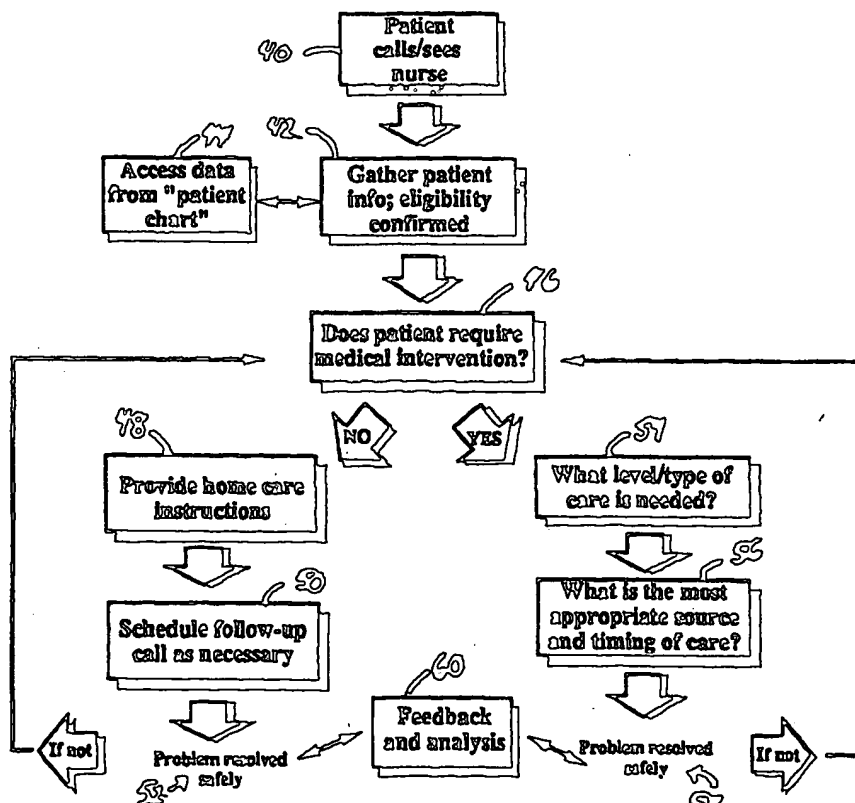 Patient
calls/sees
nurse
40
42
Access data
from "patient
chart"
Gather patient
info; eligibility
confirmed
Does patient require
medical intervention?
NO
YES
48
Provide home care
instructions
What level/type of
care is needed?
56
Schedule follow-up
call as necessary
What is the most
appropriate source
and timing of care?
60
Feedback
and analysis
If not
Problem resolved
safely
Problem resolved
safely
If not